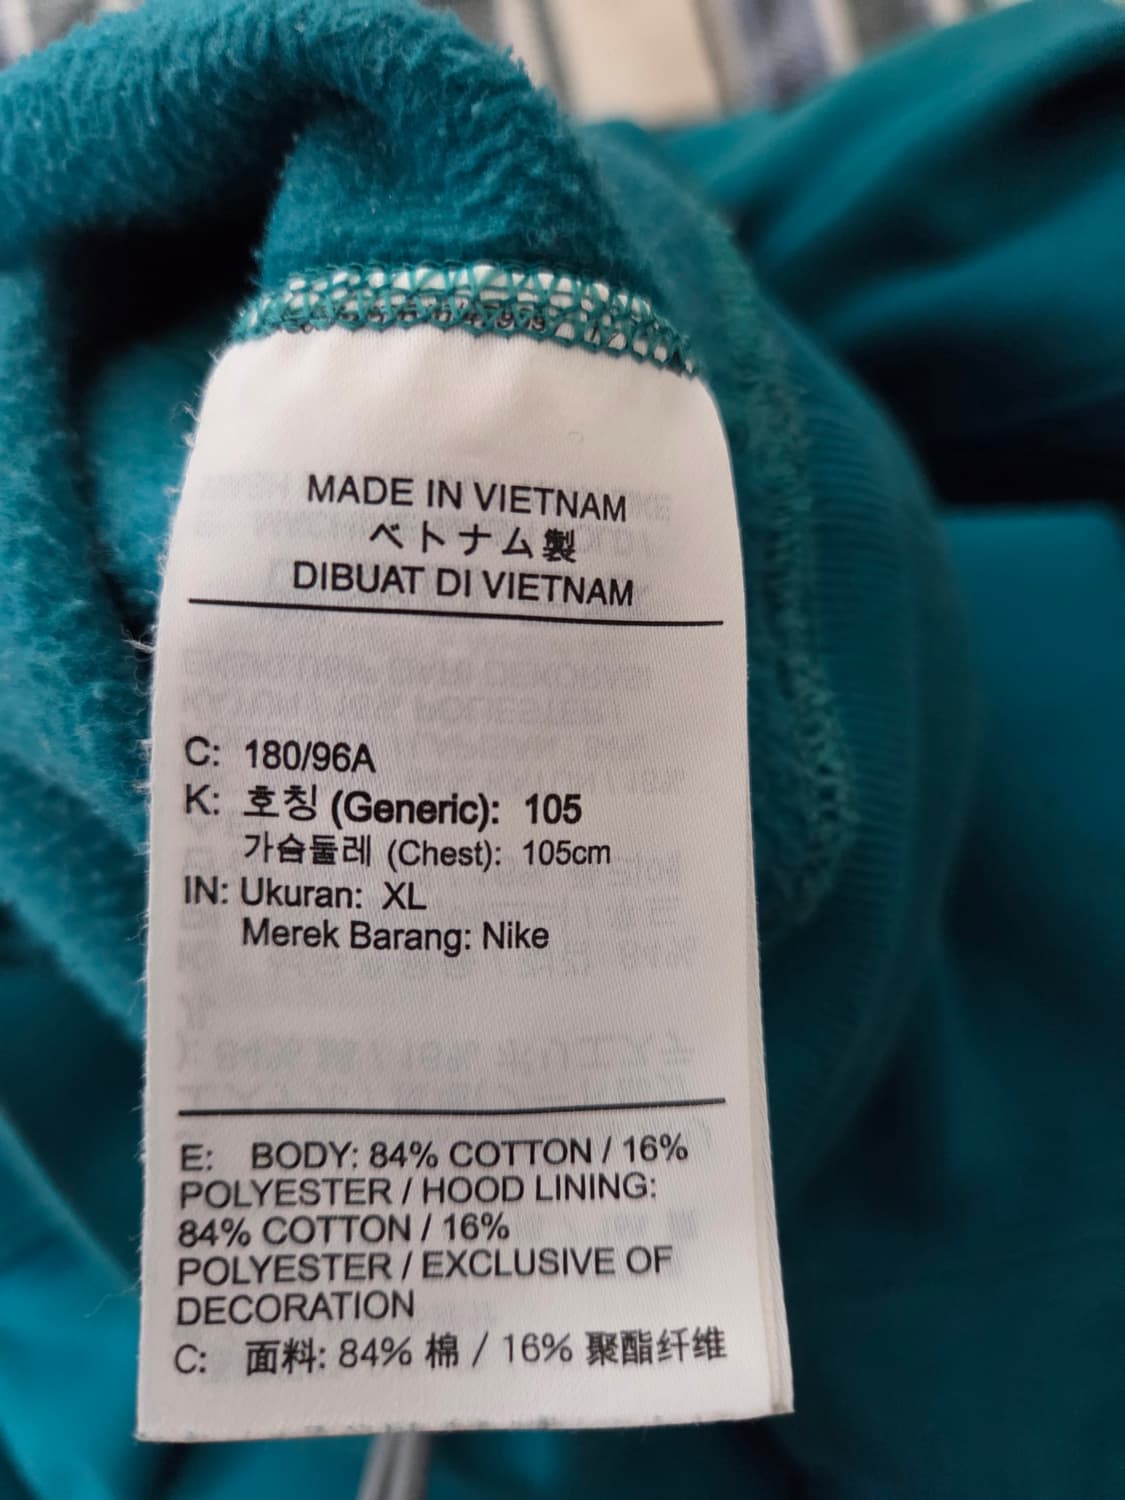 MADE IN VIETNAM
ベトナム製
DIBUAT DI VIETNAM
C: 180/96A
K: 호칭 (Generic): 105
가슴둘레 (Chest): 105cm
IN: Ukuran: XL
Merek Barang: Nike
E: BODY: 84% COTTON / 16%
POLYESTER / HOOD LINING:
84% COTTON / 16%
POLYESTER / EXCLUSIVE OF
DECORATION
C: 面料: 84% 棉 / 16% 聚酯纤维